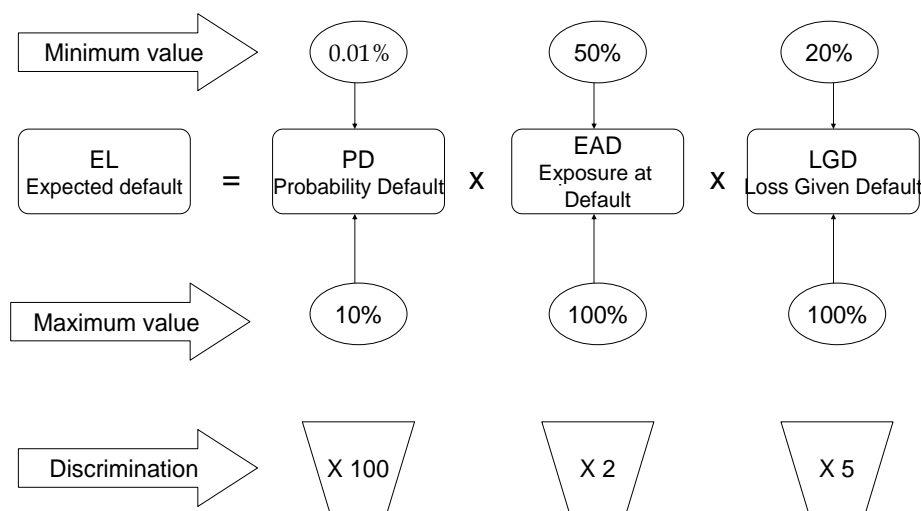 Minimum value
0.01%
50%
20%
EL
Expected default
=
PD
Probability Default
x
EAD
Exposure at
Default
x
LGD
Loss Given Default
Maximum value
10%
100%
100%
Discrimination
X 100
X 2
X 5